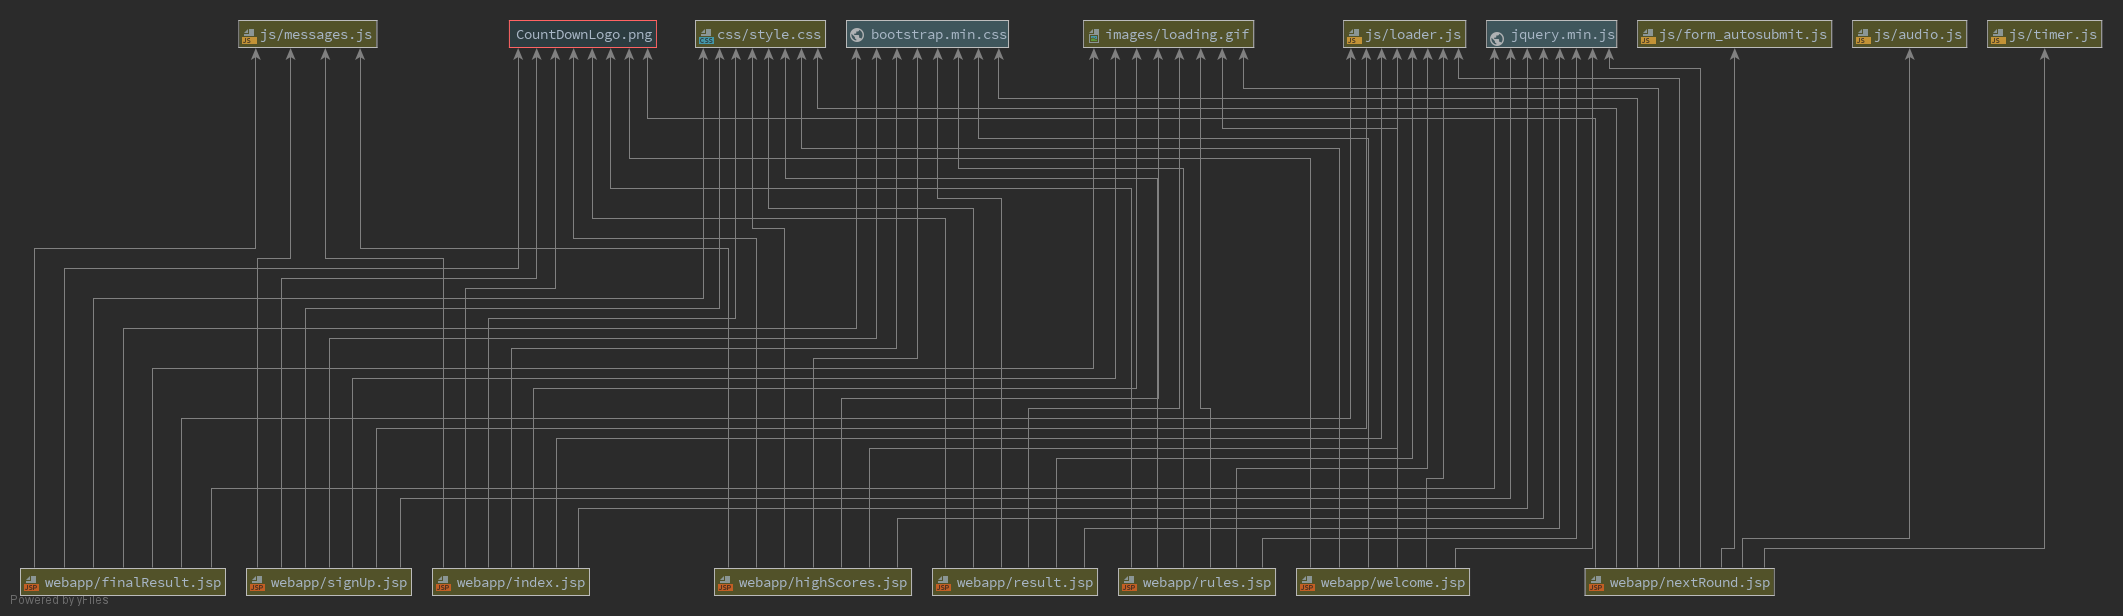 js/messages.js
CountDownLogo.png
css/style.css
bootstrap.min.css
images/loading.gif
js/loader.js
jquery.min.js
js/form_autosubmit.js
js/audio.js
js/timer.js
webapp/finalResult.jsp
webapp/signUp.jsp
webapp/index.jsp
webapp/highScores.jsp
webapp/result.jsp
webapp/rules.jsp
webapp/welcome.jsp
webapp/nextRound.jsp
Powered by yFiles